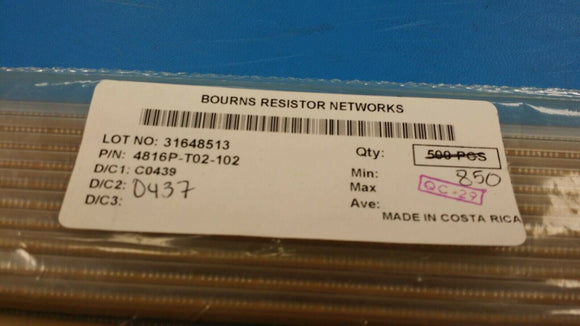 BOURNS RESISTOR NETWORKS
LOT NO: 31648513
P/N: 4816P-T02-102
D/C1: C0439
D/C2: 0437
D/C3:
Qty: 500 PCS
Min: 850
Max QC-29
Ave:
MADE IN COSTA RICA